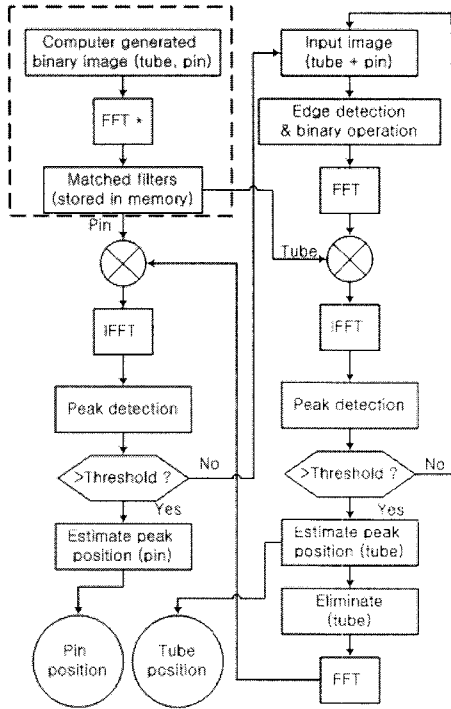 Computer generated
binary image (tube, pin)
FFT *
Matched filters
(stored in memory)
Pin
IFFT
Peak detection
>Threshold ?
No
Yes
Estimate peak
position (pin)
Pin
position
Tube
position
Input image
(tube + pin)
Edge detection
& binary operation
FFT
Tube
IFFT
Peak detection
>Threshold ?
No
Yes
Estimate peak
position (tube)
Eliminate
(tube)
FFT